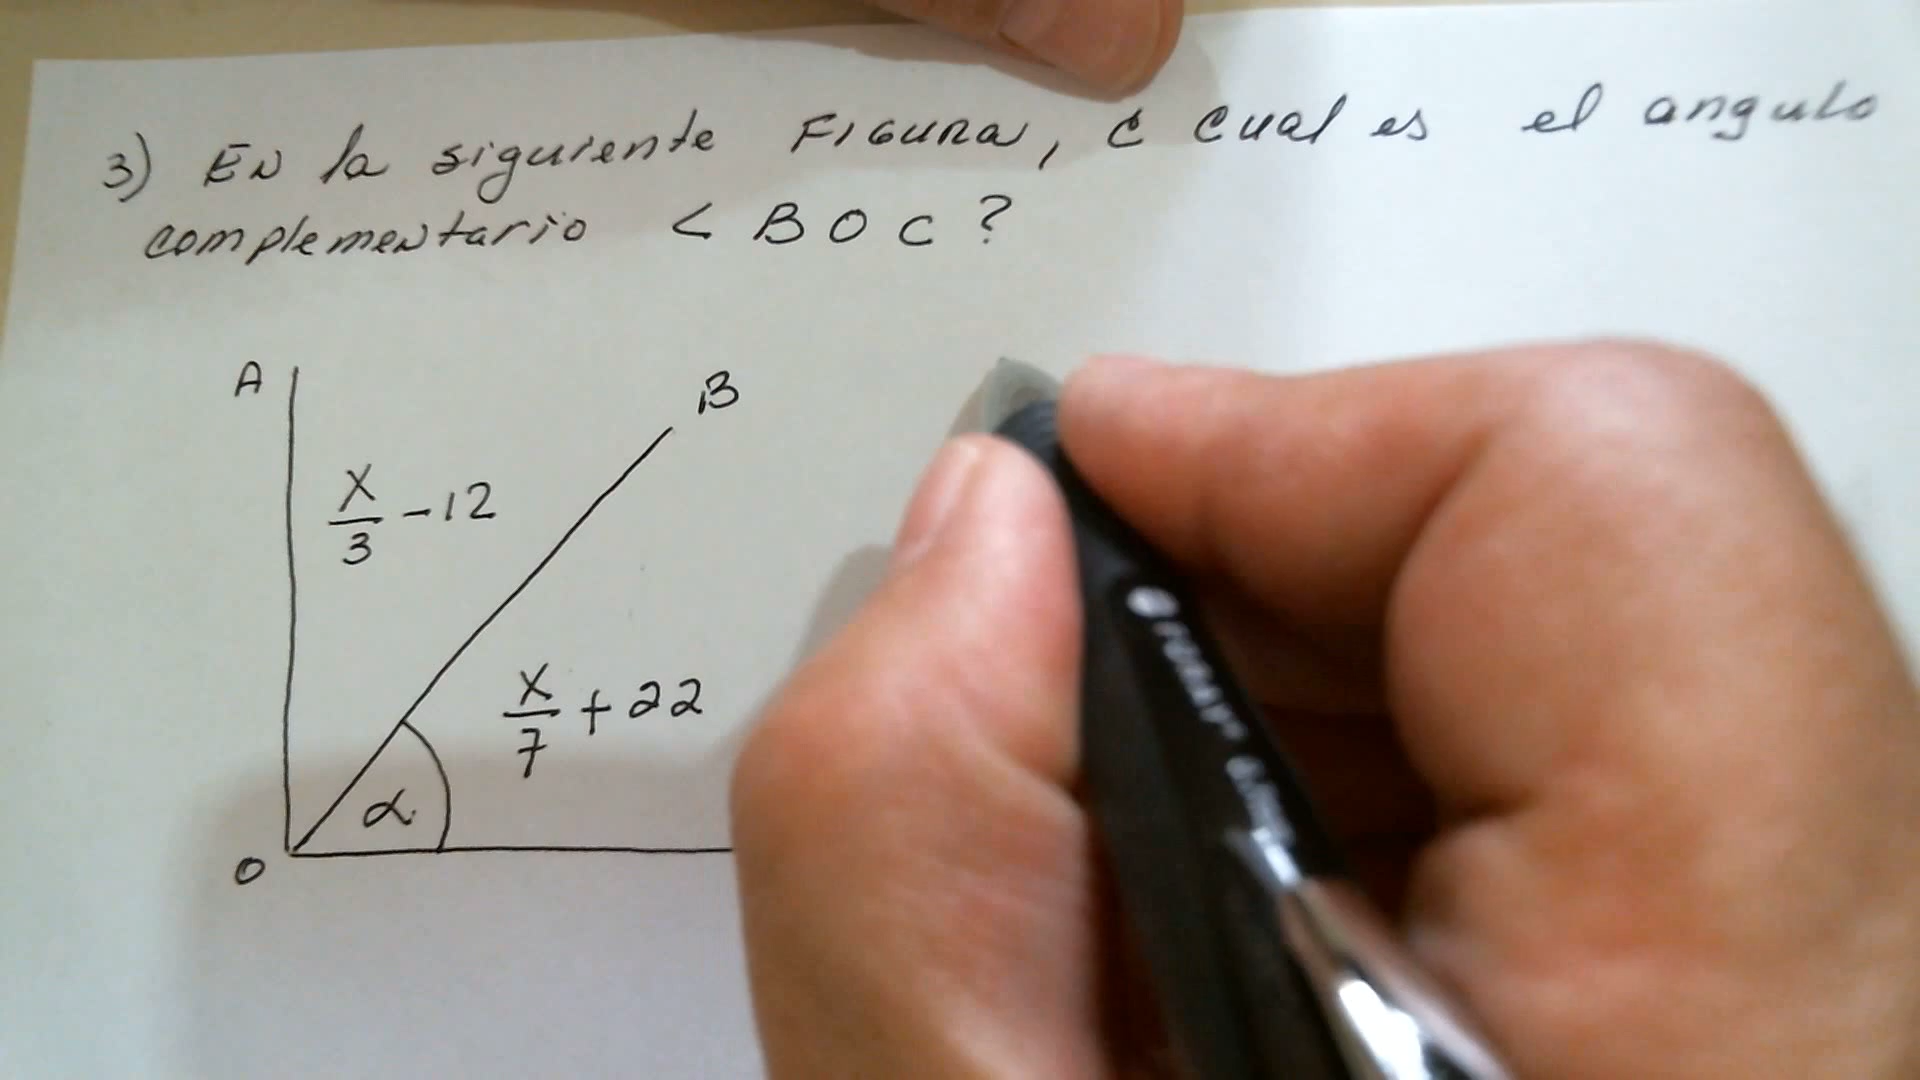 3) EN la siguiente FIGURA, ¿ cual es el angulo
complementario < B O C ?
A
B
x/3 - 12
x/7 + 22
α
O